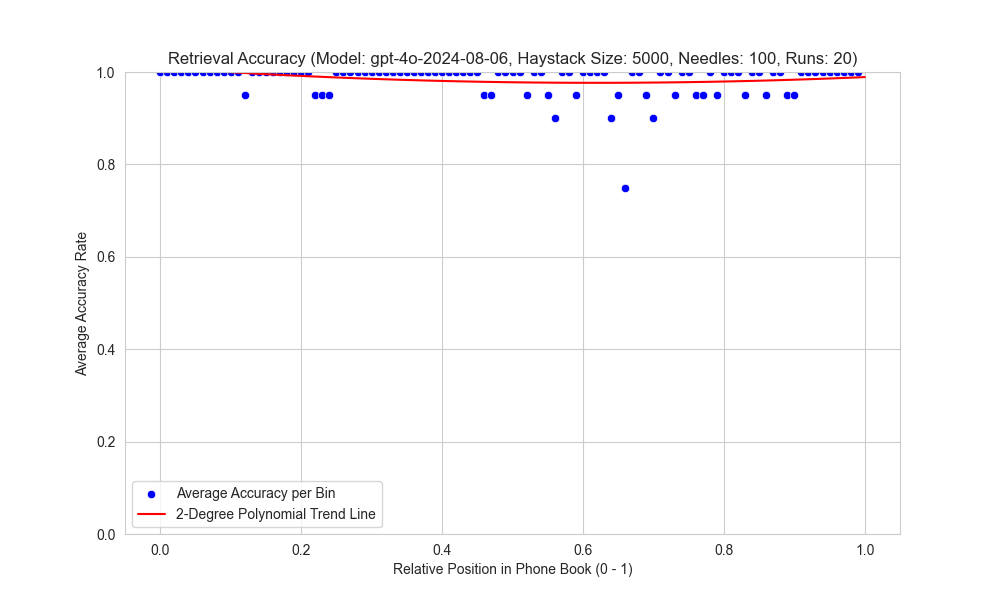 Retrieval Accuracy (Model: gpt-4o-2024-08-06, Haystack Size: 5000, Needles: 100, Runs: 20)
1.0
0.8
0.6
0.4
0.2
0.0
Average Accuracy Rate
Average Accuracy per Bin
2-Degree Polynomial Trend Line
0.0 0.2 0.4 0.6 0.8 1.0
Relative Position in Phone Book (0 - 1)